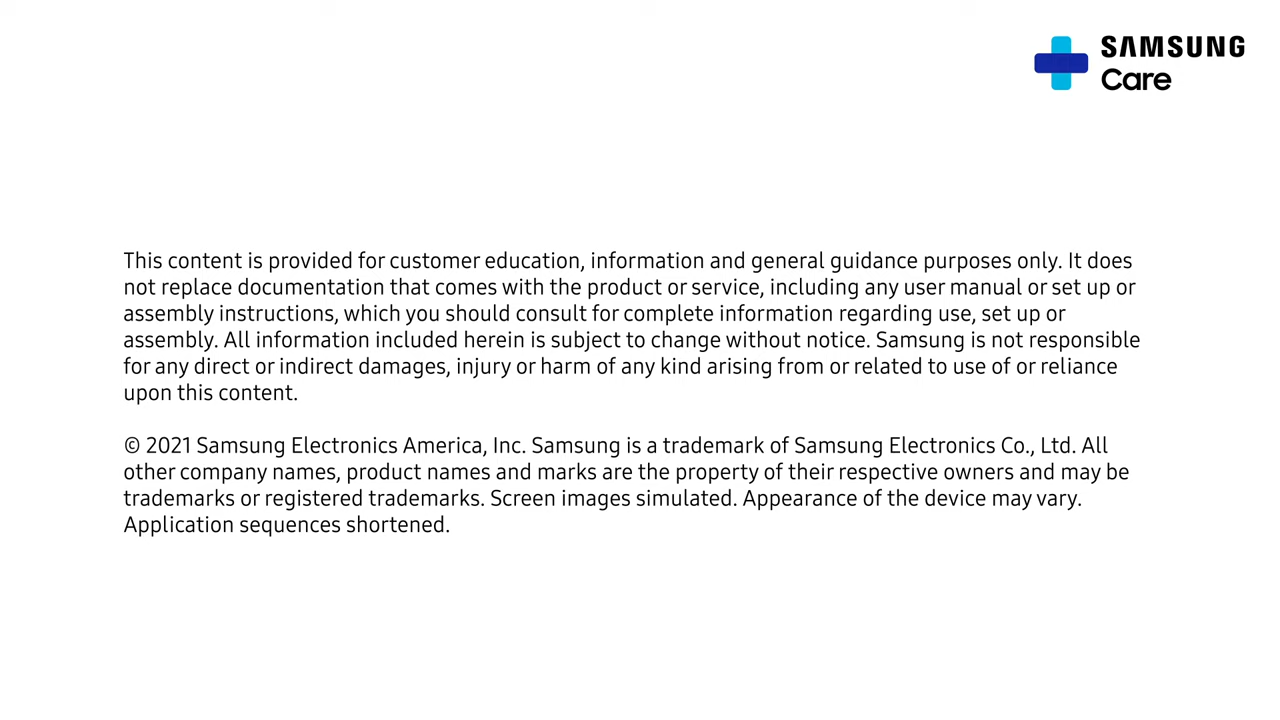 SAMSUNG
Care
This content is provided for customer education, information and general guidance purposes only. It does
not replace documentation that comes with the product or service, including any user manual or set up or
assembly instructions, which you should consult for complete information regarding use, set up or
assembly. All information included herein is subject to change without notice. Samsung is not responsible
for any direct or indirect damages, injury or harm of any kind arising from or related to use of or reliance
upon this content.
© 2021 Samsung Electronics America, Inc. Samsung is a trademark of Samsung Electronics Co., Ltd. All
other company names, product names and marks are the property of their respective owners and may be
trademarks or registered trademarks. Screen images simulated. Appearance of the device may vary.
Application sequences shortened.